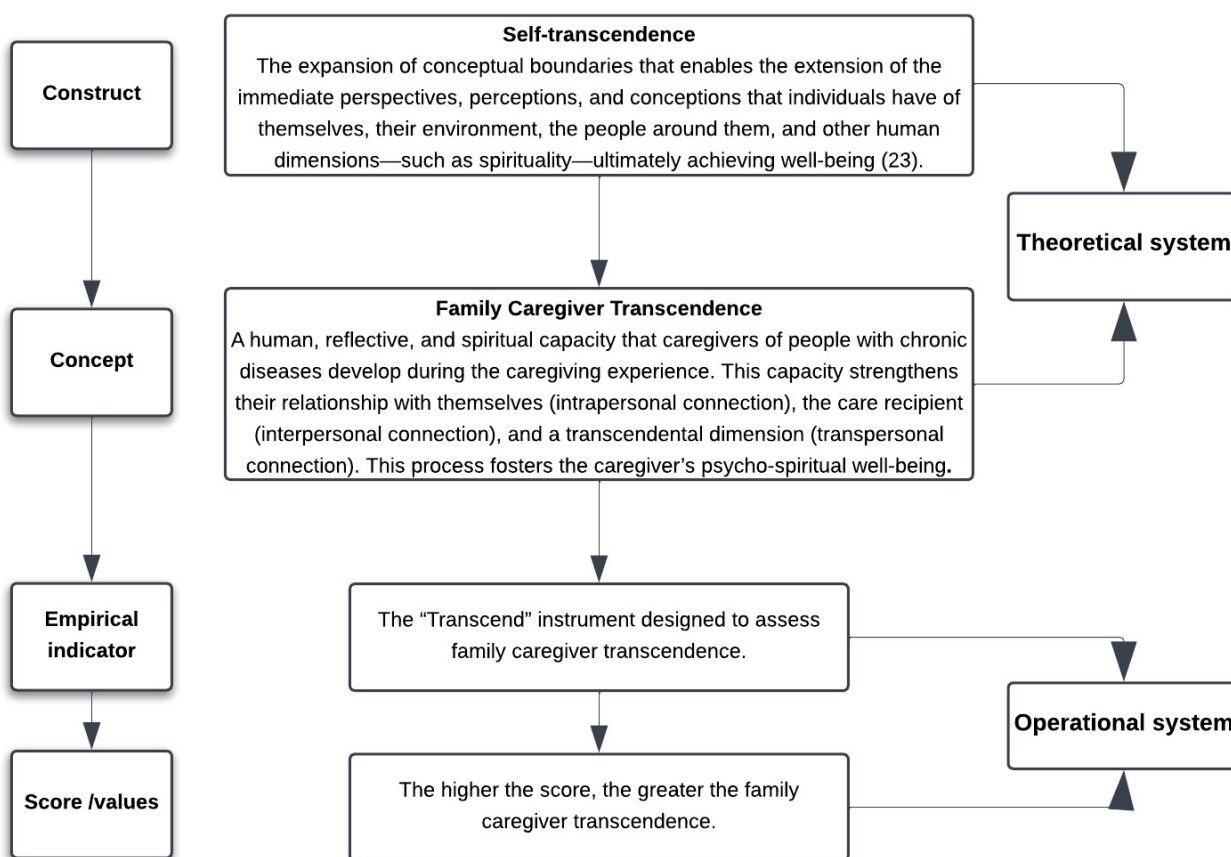 Construct
Self-transcendence
The expansion of conceptual boundaries that enables the extension of the
immediate perspectives, perceptions, and conceptions that individuals have of
themselves, their environment, the people around them, and other human
dimensions—such as spirituality—ultimately achieving well-being (23).
Theoretical system
Concept
Family Caregiver Transcendence
A human, reflective, and spiritual capacity that caregivers of people with chronic
diseases develop during the caregiving experience. This capacity strengthens
their relationship with themselves (intrapersonal connection), the care recipient
(interpersonal connection), and a transcendental dimension (transpersonal
connection). This process fosters the caregiver’s psycho-spiritual well-being.
Empirical
indicator
The “Transcend” instrument designed to assess
family caregiver transcendence.
Operational system
Score /values
The higher the score, the greater the family
caregiver transcendence.